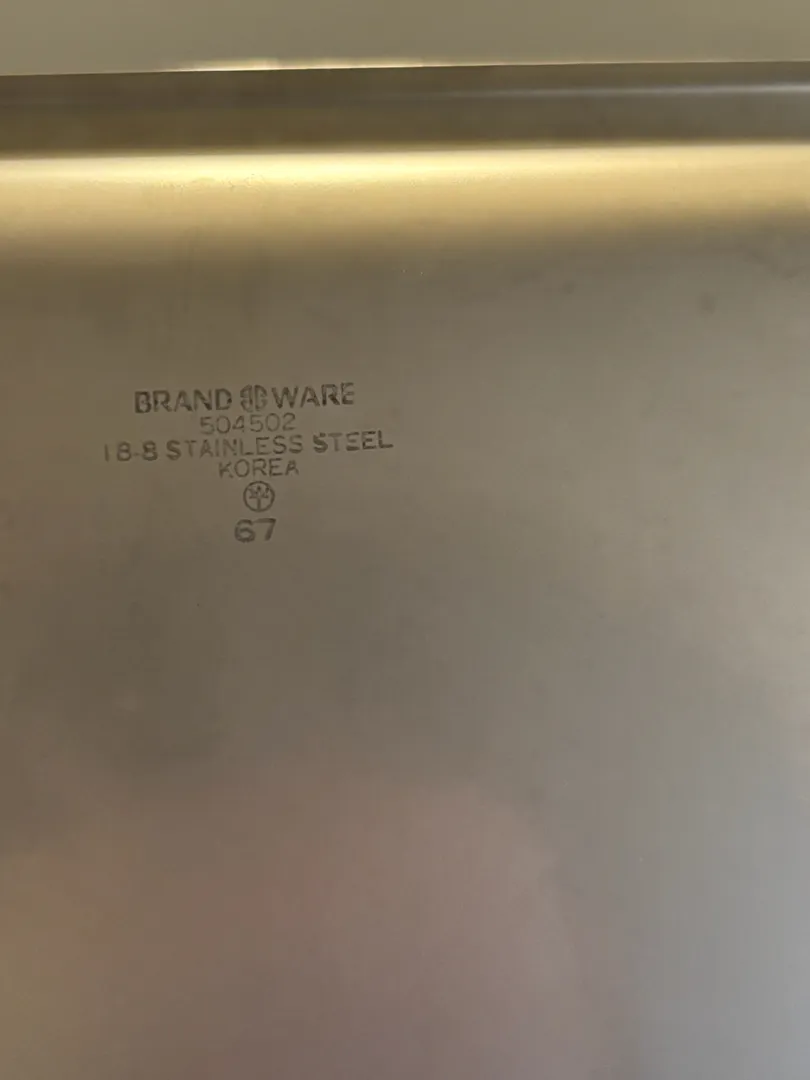 BRAND WARE
504502
18-8 STAINLESS STEEL
KOREA
67